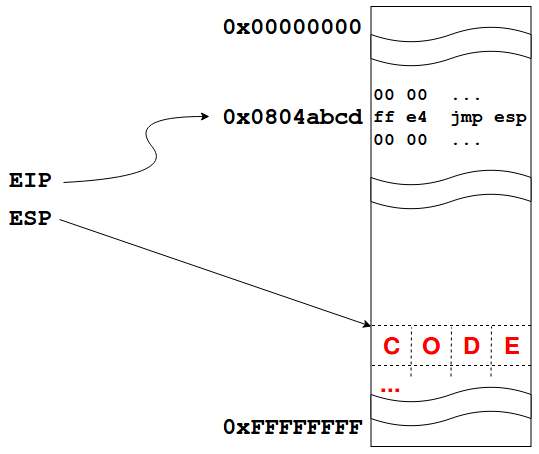 0x00000000
00 00 ...
0x0804abcd ff e4 jmp esp
00 00 ...
EIP
ESP
C O D E
...
0xFFFFFFFF